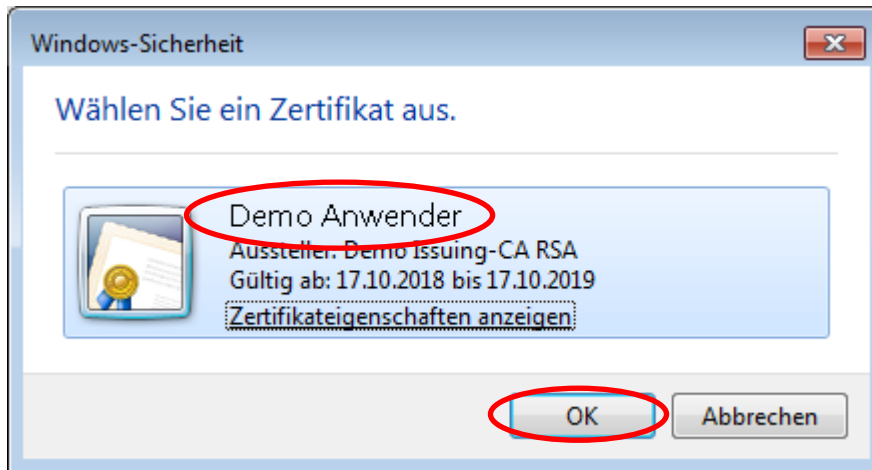 Windows-Sicherheit
Wählen Sie ein Zertifikat aus.
Demo Anwender
Aussteller: Demo Issuing-CA RSA
Gültig ab: 17.10.2018 bis 17.10.2019
Zertifikateigenschaften anzeigen
OK
Abbrechen